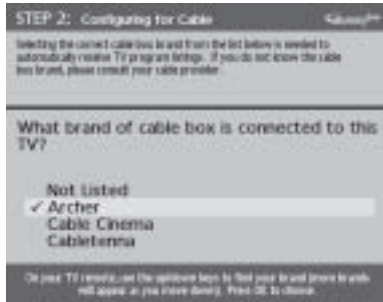 STEP 2: Configuring for Cable
Selecting the correct cable box brand from the list below is needed to
automatically receive TV program listings. If you do not know the cable
box brand, please consult your cable provider.
What brand of cable box is connected to this
TV?
Not Listed
✓ Archer
Cable Cinema
Cabletenna
On your TV remote, use the up/down keys to find your brand (more brands
will appear as you move down). Press OK to choose.